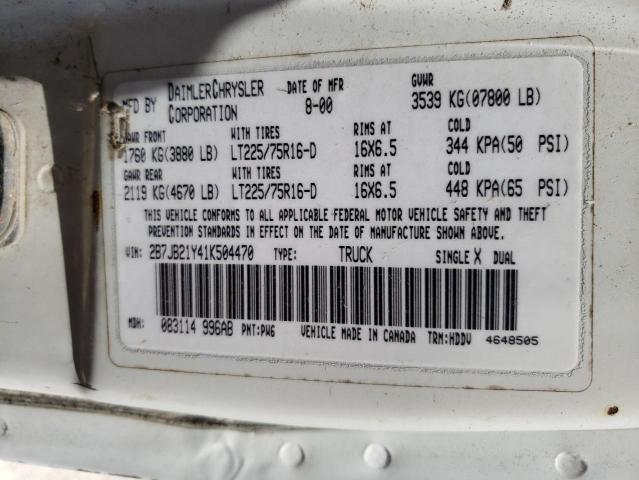 MFD BY DAIMLERCHRYSLER CORPORATION DATE OF MFR 8-00 GVWR 3539 KG(07800 LB)
GAWR FRONT WITH TIRES RIMS AT COLD
1760 KG(3880 LB) LT225/75R16-D 16X6.5 344 KPA(50 PSI)
GAWR REAR WITH TIRES RIMS AT COLD
2119 KG(4670 LB) LT225/75R16-D 16X6.5 448 KPA(65 PSI)
THIS VEHICLE CONFORMS TO ALL APPLICABLE FEDERAL MOTOR VEHICLE SAFETY AND THEFT
PREVENTION STANDARDS IN EFFECT ON THE DATE OF MANUFACTURE SHOWN ABOVE.
VIN: 2B7JB21Y41K504470 TYPE: TRUCK SINGLE X DUAL
MDH: 083114 996AB PNT:PW6 VEHICLE MADE IN CANADA TRM:HDDV 4648505